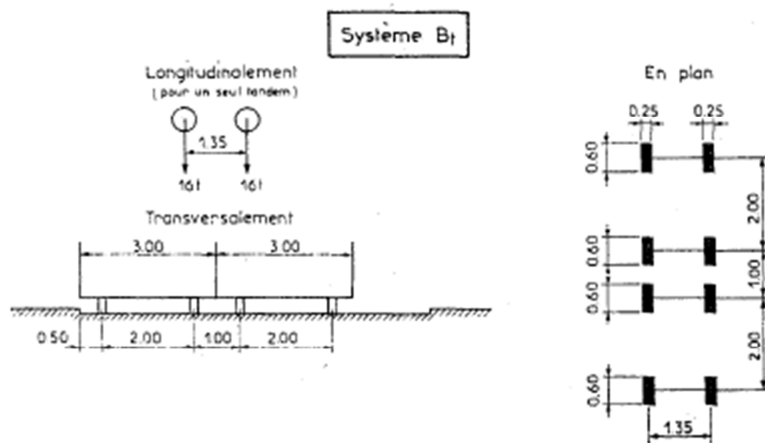 Système Bt
Longitudinalement
(pour un seul tandem)
1.35
16t 16t
Transversalement
3.00 3.00
0.50 2.00 1.00 2.00
En plan
0.25 0.25
0.60
2.00
0.60
1.00
0.60
2.00
0.60
1.35